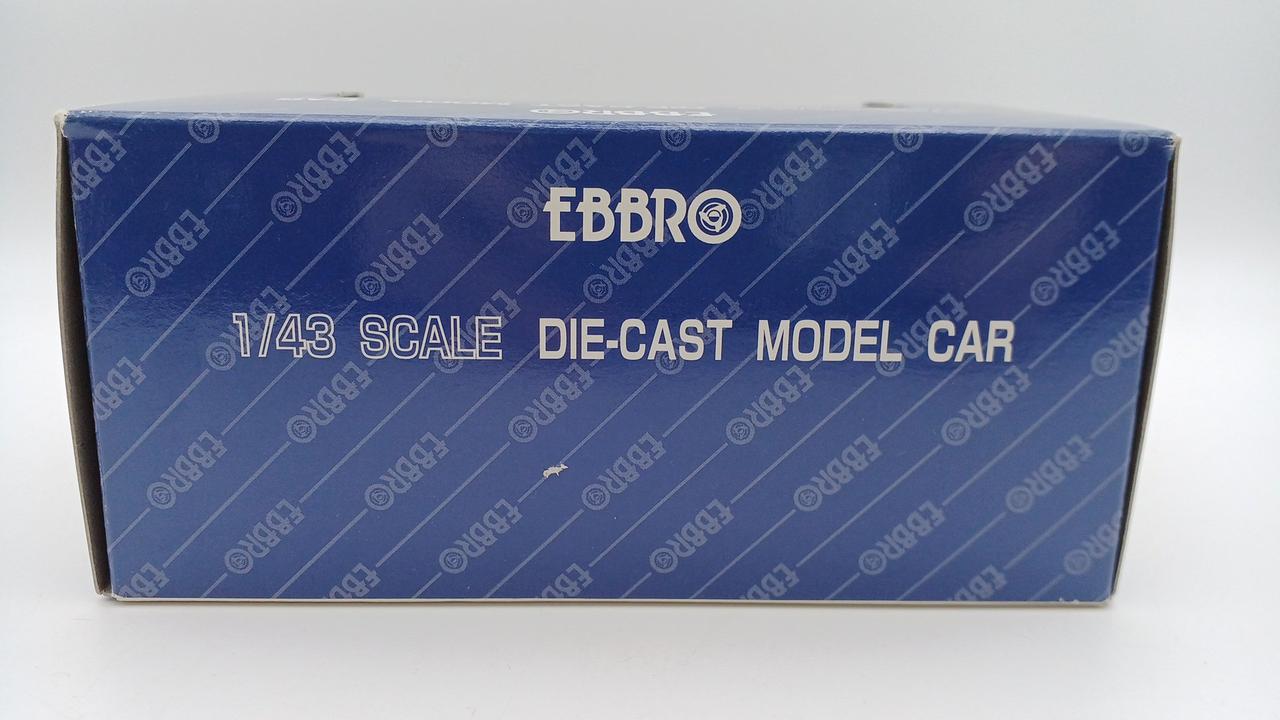 EBBRO
1/43 SCALE DIE-CAST MODEL CAR